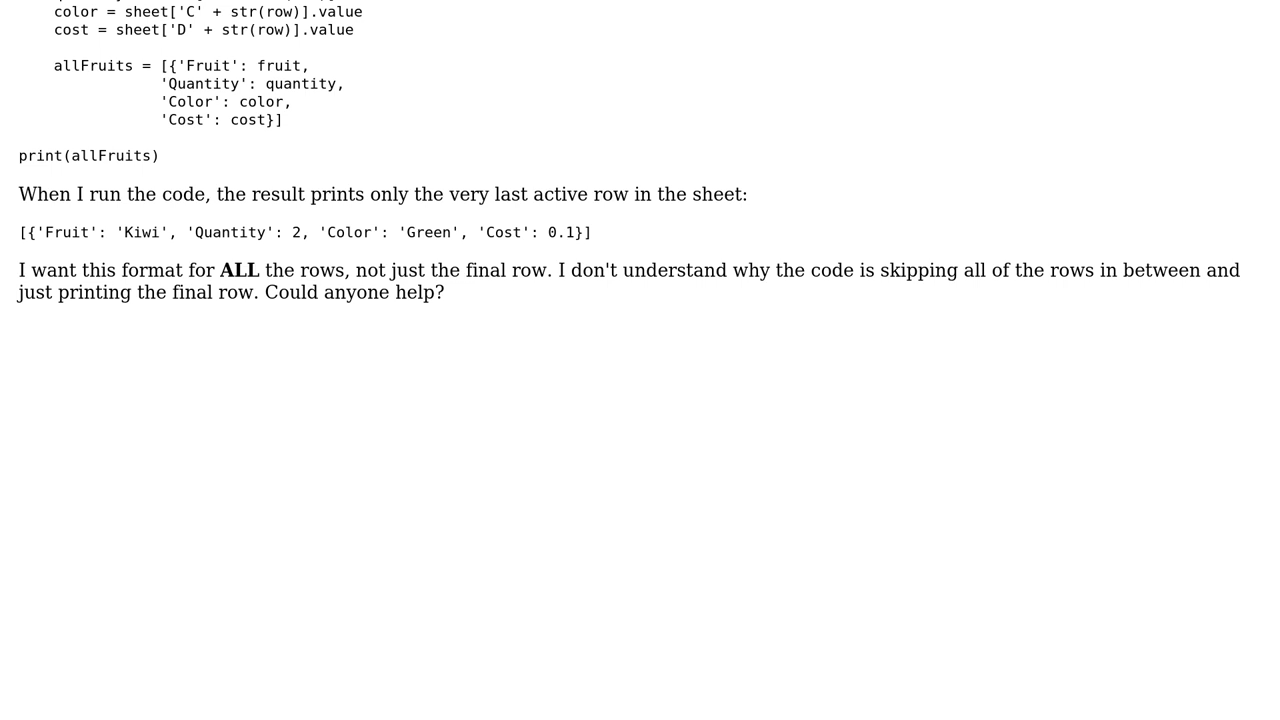 color = sheet['C' + str(row)].value
cost = sheet['D' + str(row)].value
allFruits = [{'Fruit': fruit,
'Quantity': quantity,
'Color': color,
'Cost': cost}]
print(allFruits)
When I run the code, the result prints only the very last active row in the sheet:
[{'Fruit': 'Kiwi', 'Quantity': 2, 'Color': 'Green', 'Cost': 0.1}]
I want this format for ALL the rows, not just the final row. I don't understand why the code is skipping all of the rows in between and
just printing the final row. Could anyone help?